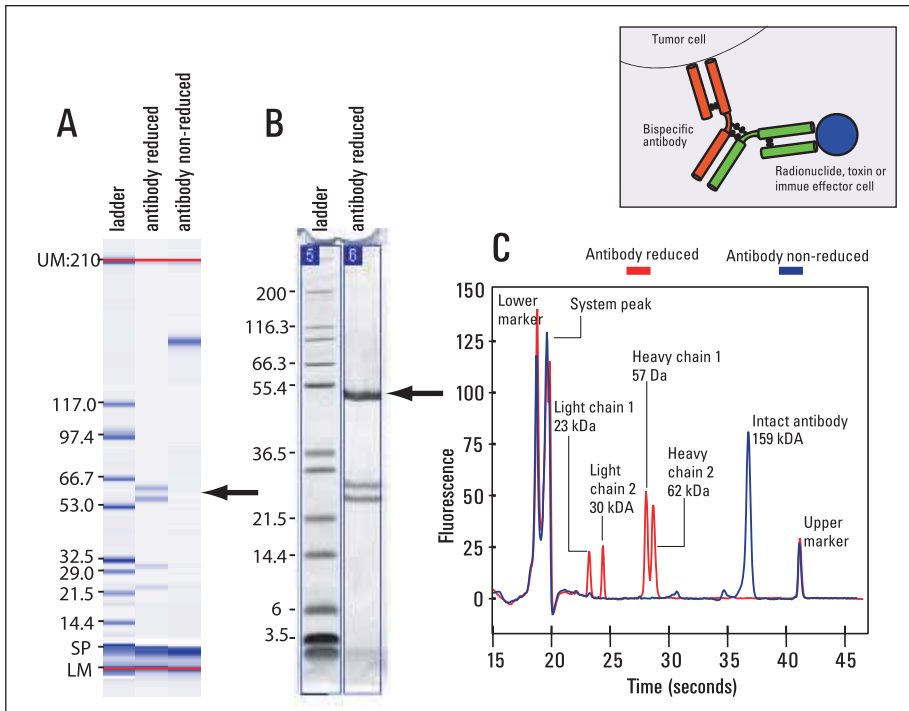 Tumor cell
Bispecific
antibody
Radionuclide, toxin or
immue effector cell
A
ladder
antibody reduced
antibody non-reduced
UM:210
117.0
97.4
66.7
53.0
32.5
29.0
21.5
14.4
SP
LM
B
ladder
antibody reduced
5
6
200
116.3
66.3
55.4
36.5
21.5
14.4
6
3.5
C
Antibody reduced
Antibody non-reduced
Fluorescence
150
125
100
75
50
25
0
Lower
marker
System peak
Light chain 1
23 kDa
Light
chain 2
30 kDA
Heavy chain 1
57 Da
Heavy
chain 2
62 kDa
Intact antibody
159 kDA
Upper
marker
15 20 25 30 35 40 45
Time (seconds)